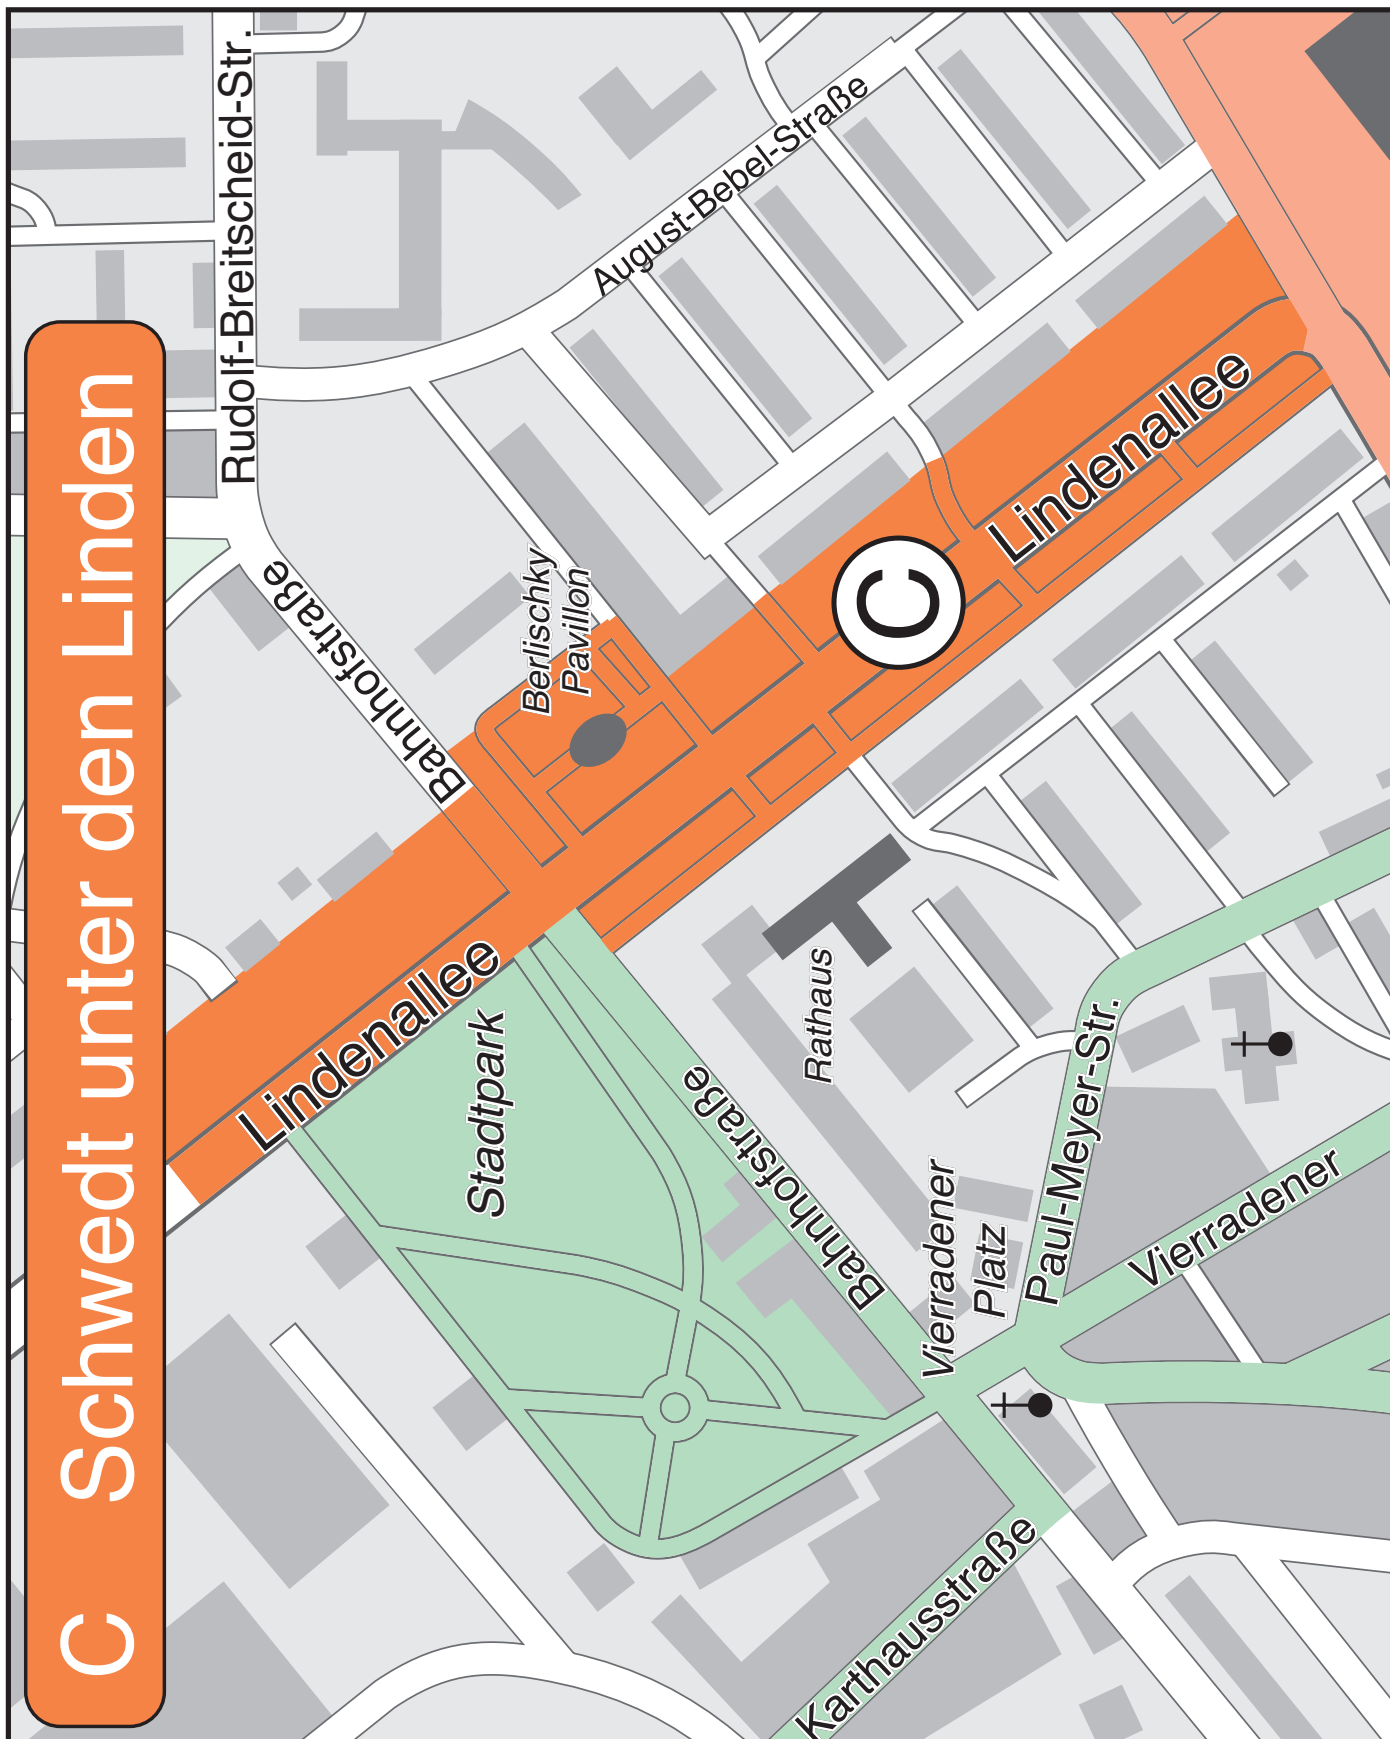 C Schwedt unter den Linden
Rudolf-Breitscheid-Str.
August-Bebel-Straße
Bahnhofstraße
Berlischky
Pavillon
Lindenallee
C
Lindenallee
Stadtpark
Rathaus
Bahnhofstraße
Vierradener
Platz
Paul-Meyer-Str.
Vierradener
Karthausstraße